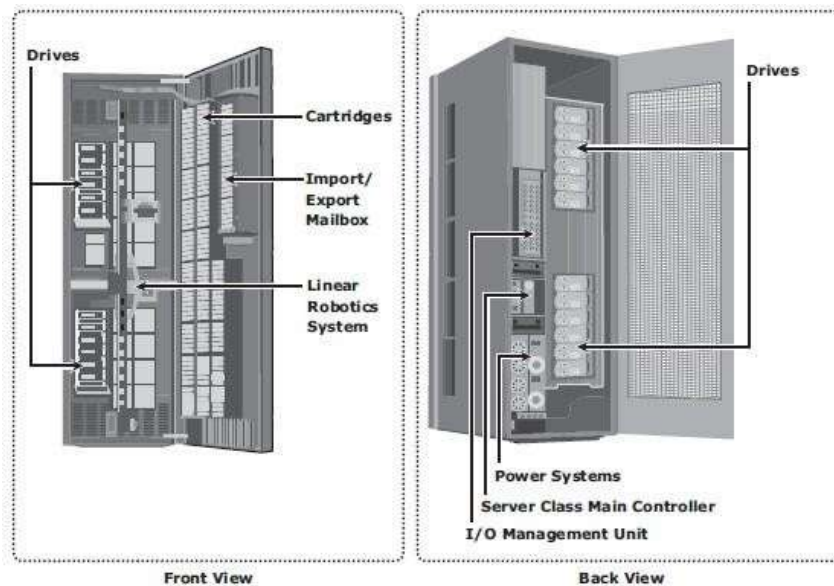 Drives
Cartridges
Import/
Export
Mailbox
Linear
Robotics
System
Front View
Drives
Power Systems
Server Class Main Controller
I/O Management Unit
Back View